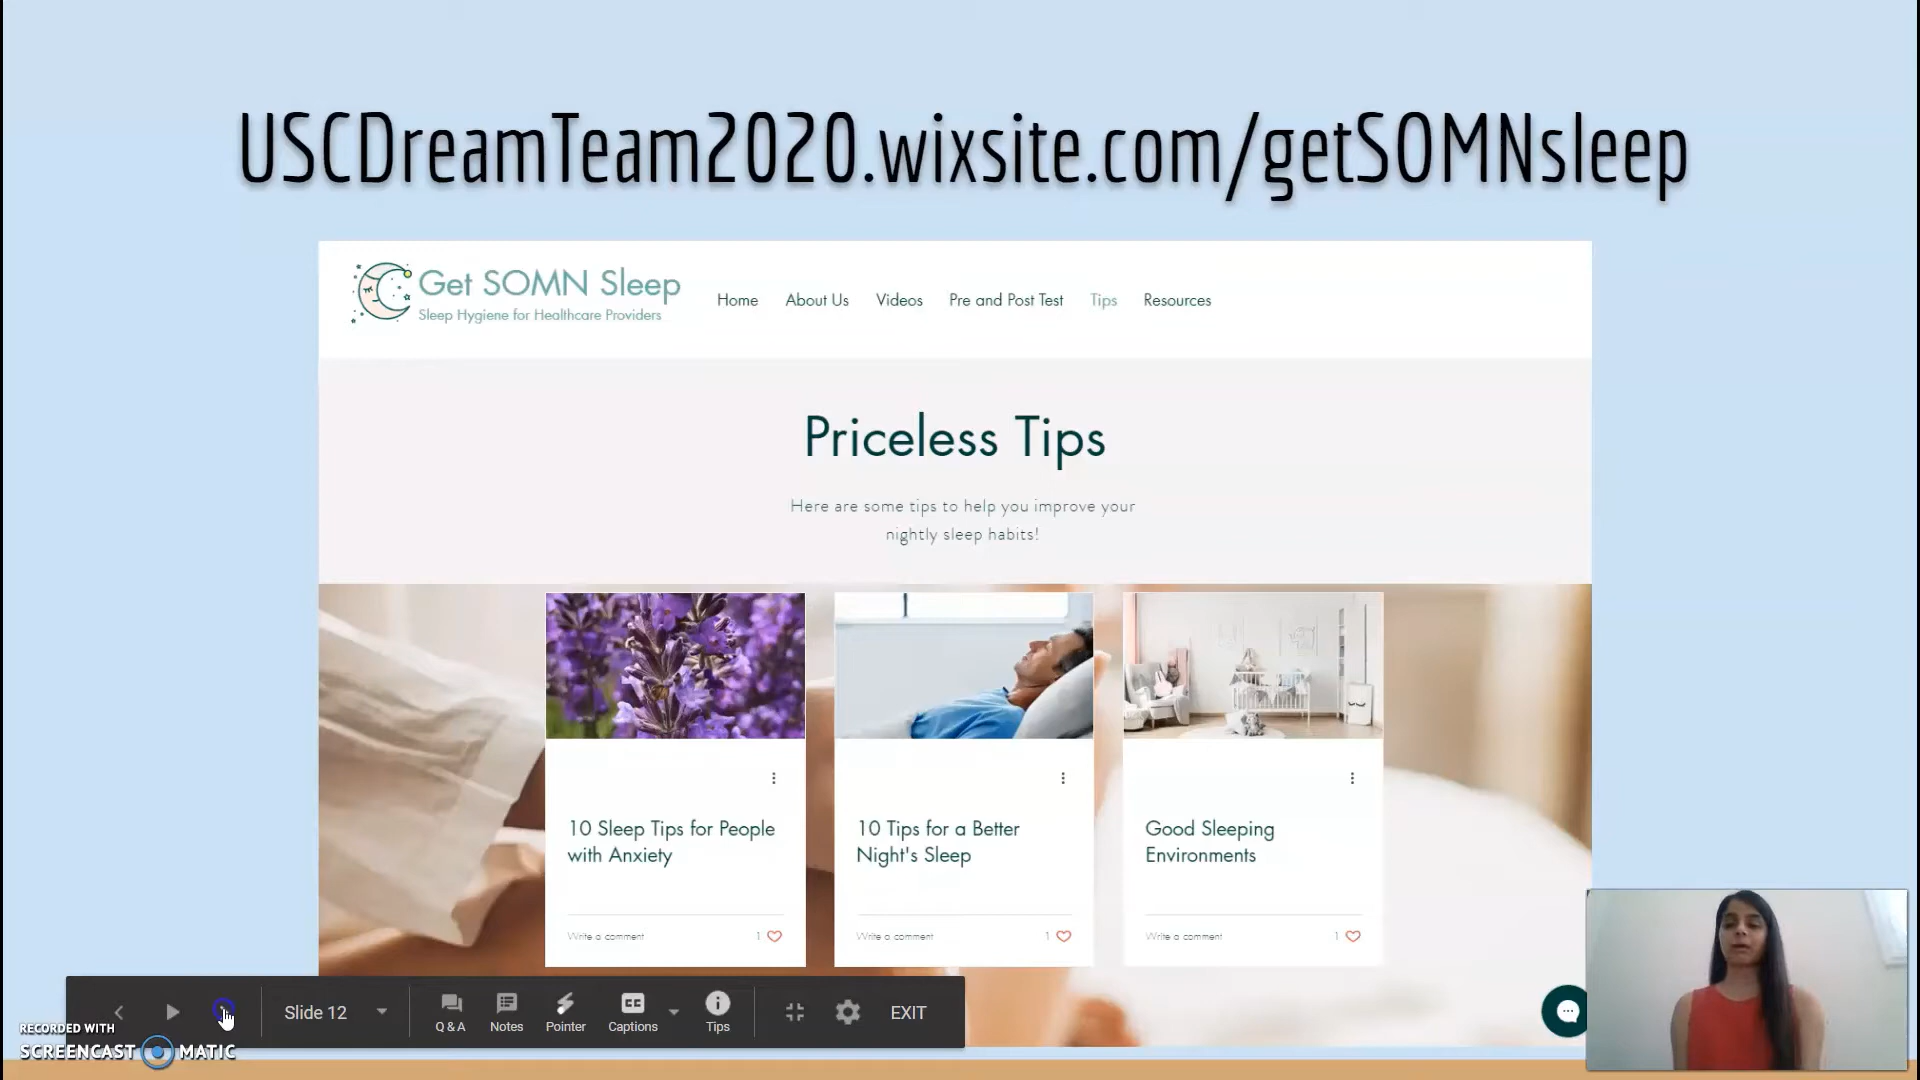 USCDreamTeam2020.wixsite.com/getSOMNsleep
Get SOMN Sleep
Sleep Hygiene for Healthcare Providers
Home About Us Videos Pre and Post Test Tips Resources
Priceless Tips
Here are some tips to help you improve your
nightly sleep habits!
10 Sleep Tips for People
with Anxiety
Write a comment 1
10 Tips for a Better
Night's Sleep
Write a comment 1
Good Sleeping
Environments
Write a comment 1
Slide 12 Q & A Notes Pointer CC Captions Tips EXIT
RECORDED WITH
SCREENCAST MATIC